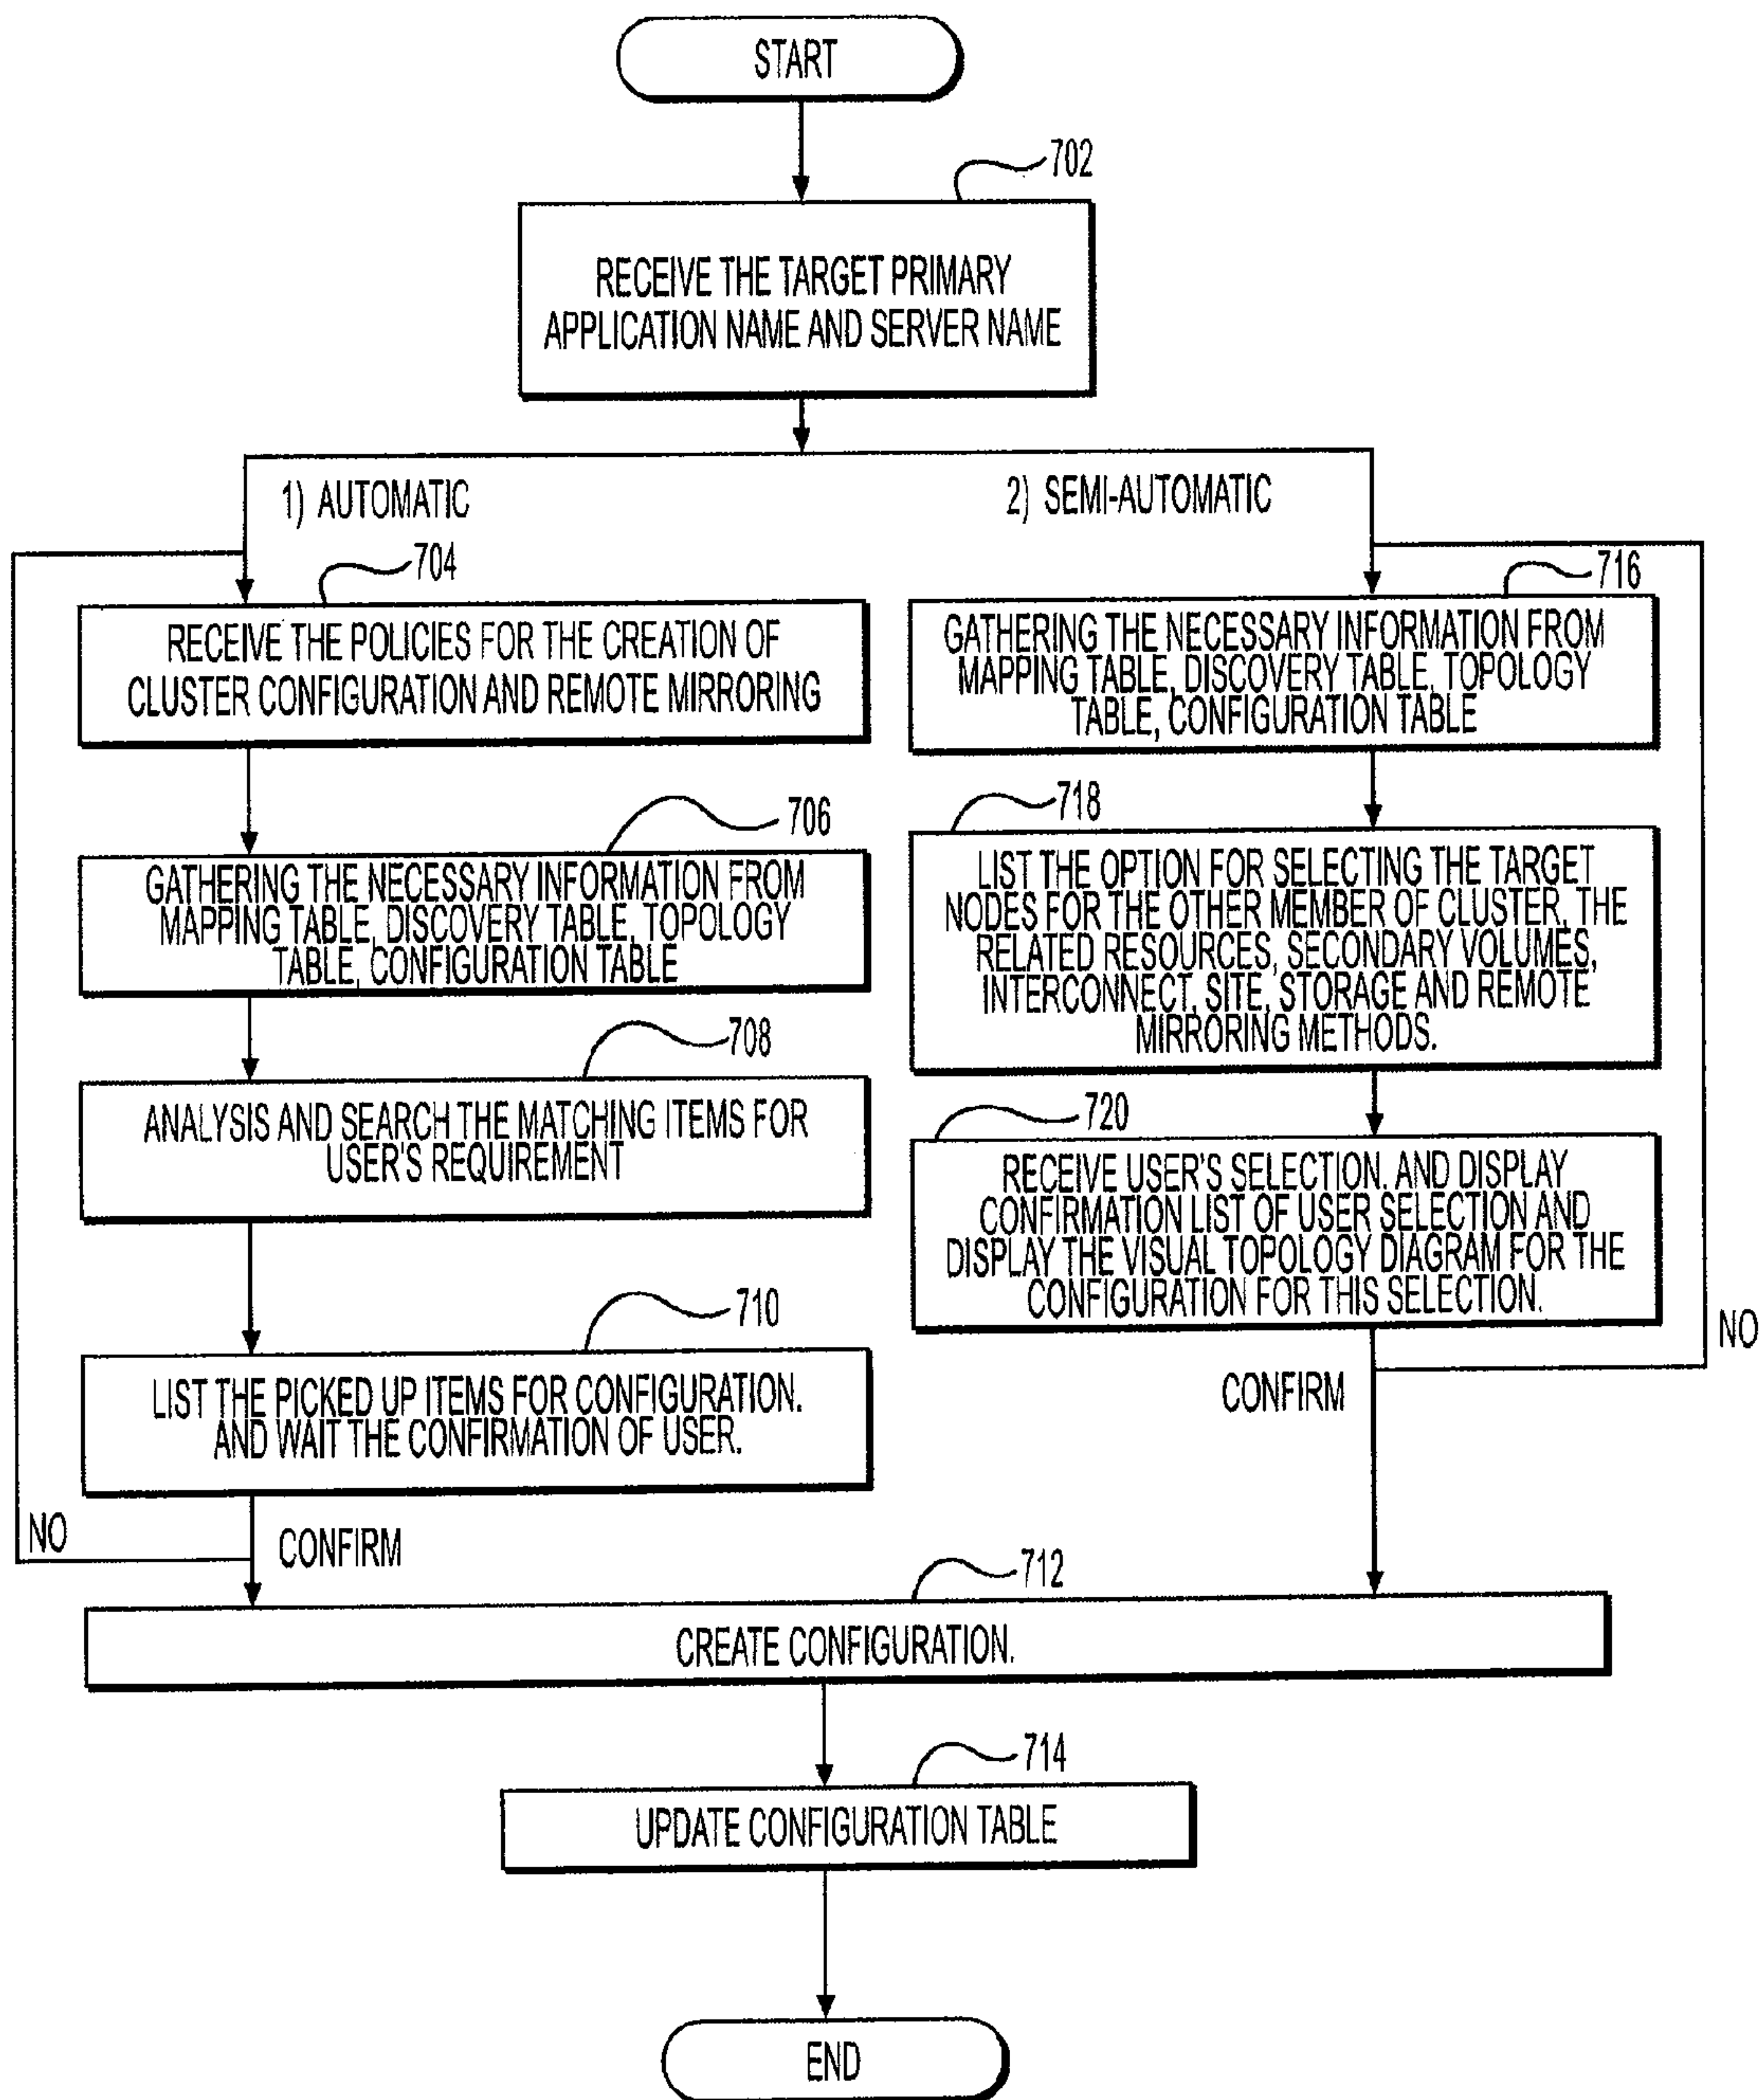 START
702
RECEIVE THE TARGET PRIMARY
APPLICATION NAME AND SERVER NAME
1) AUTOMATIC
2) SEMI-AUTOMATIC
704
RECEIVE THE POLICIES FOR THE CREATION OF
CLUSTER CONFIGURATION AND REMOTE MIRRORING
706
GATHERING THE NECESSARY INFORMATION FROM
MAPPING TABLE, DISCOVERY TABLE, TOPOLOGY
TABLE, CONFIGURATION TABLE
708
ANALYSIS AND SEARCH THE MATCHING ITEMS FOR
USER'S REQUIREMENT
710
LIST THE PICKED UP ITEMS FOR CONFIGURATION.
AND WAIT THE CONFIRMATION OF USER.
NO
CONFIRM
716
GATHERING THE NECESSARY INFORMATION FROM
MAPPING TABLE, DISCOVERY TABLE, TOPOLOGY
TABLE, CONFIGURATION TABLE
718
LIST THE OPTION FOR SELECTING THE TARGET
NODES FOR THE OTHER MEMBER OF CLUSTER, THE
RELATED RESOURCES, SECONDARY VOLUMES,
INTERCONNECT, SITE, STORAGE AND REMOTE
MIRRORING METHODS.
720
RECEIVE USER'S SELECTION. AND DISPLAY
CONFIRMATION LIST OF USER SELECTION AND
DISPLAY THE VISUAL TOPOLOGY DIAGRAM FOR THE
CONFIGURATION FOR THIS SELECTION.
NO
CONFIRM
712
CREATE CONFIGURATION.
714
UPDATE CONFIGURATION TABLE
END